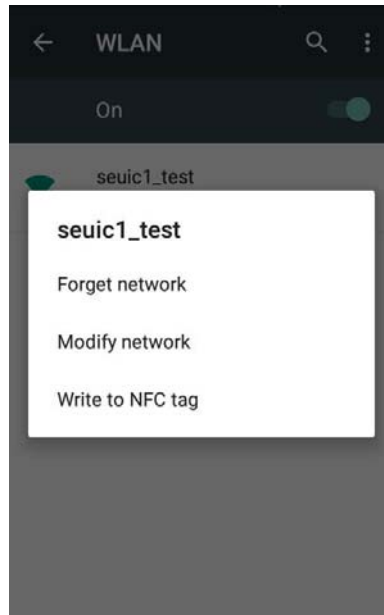 WLAN
On
seuic1_test
seuic1_test
Forget network
Modify network
Write to NFC tag